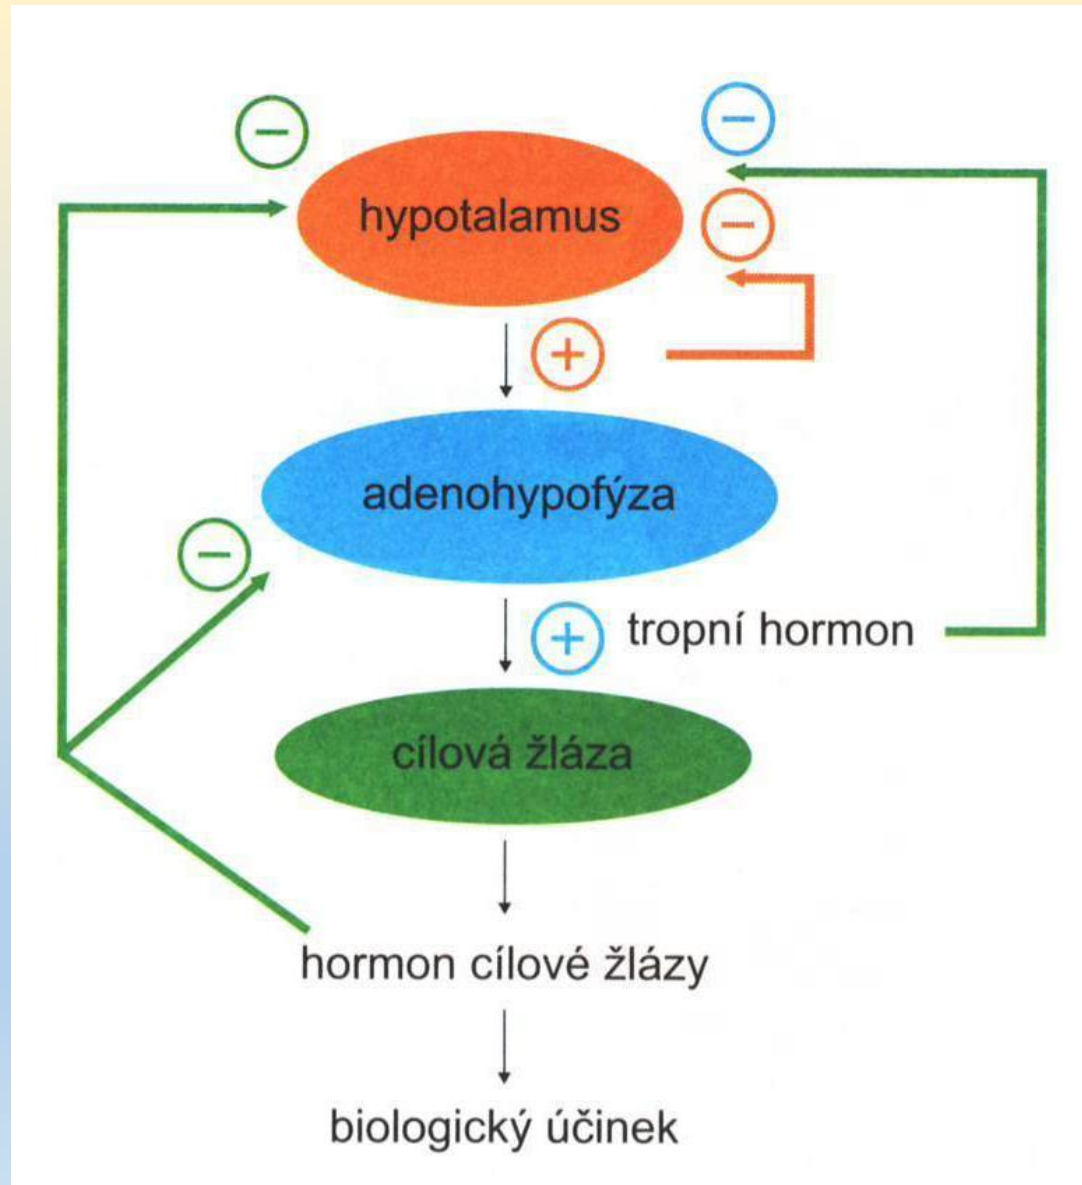 −
−
hypotalamus
−
+
adenohypofýza
−
+
tropní hormon
cílová žláza
hormon cílové žlázy
biologický účinek